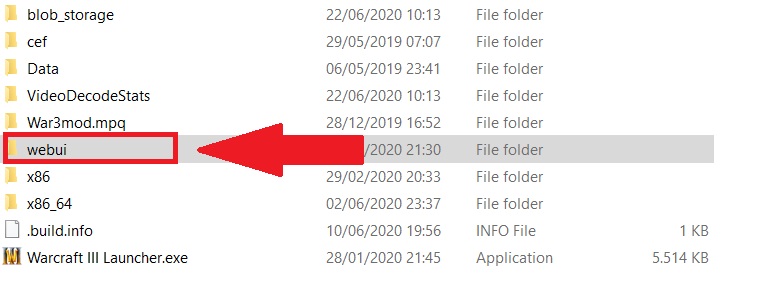 blob_storage 22/06/2020 10:13 File folder
cef 29/05/2019 07:07 File folder
Data 06/05/2019 23:41 File folder
VideoDecodeStats 22/06/2020 10:13 File folder
War3mod.mpq 28/12/2019 16:52 File folder
webui /2020 21:30 File folder
x86 29/02/2020 20:33 File folder
x86_64 02/06/2020 23:37 File folder
.build.info 10/06/2020 19:56 INFO File 1 KB
Warcraft III Launcher.exe 28/01/2020 21:45 Application 5.514 KB